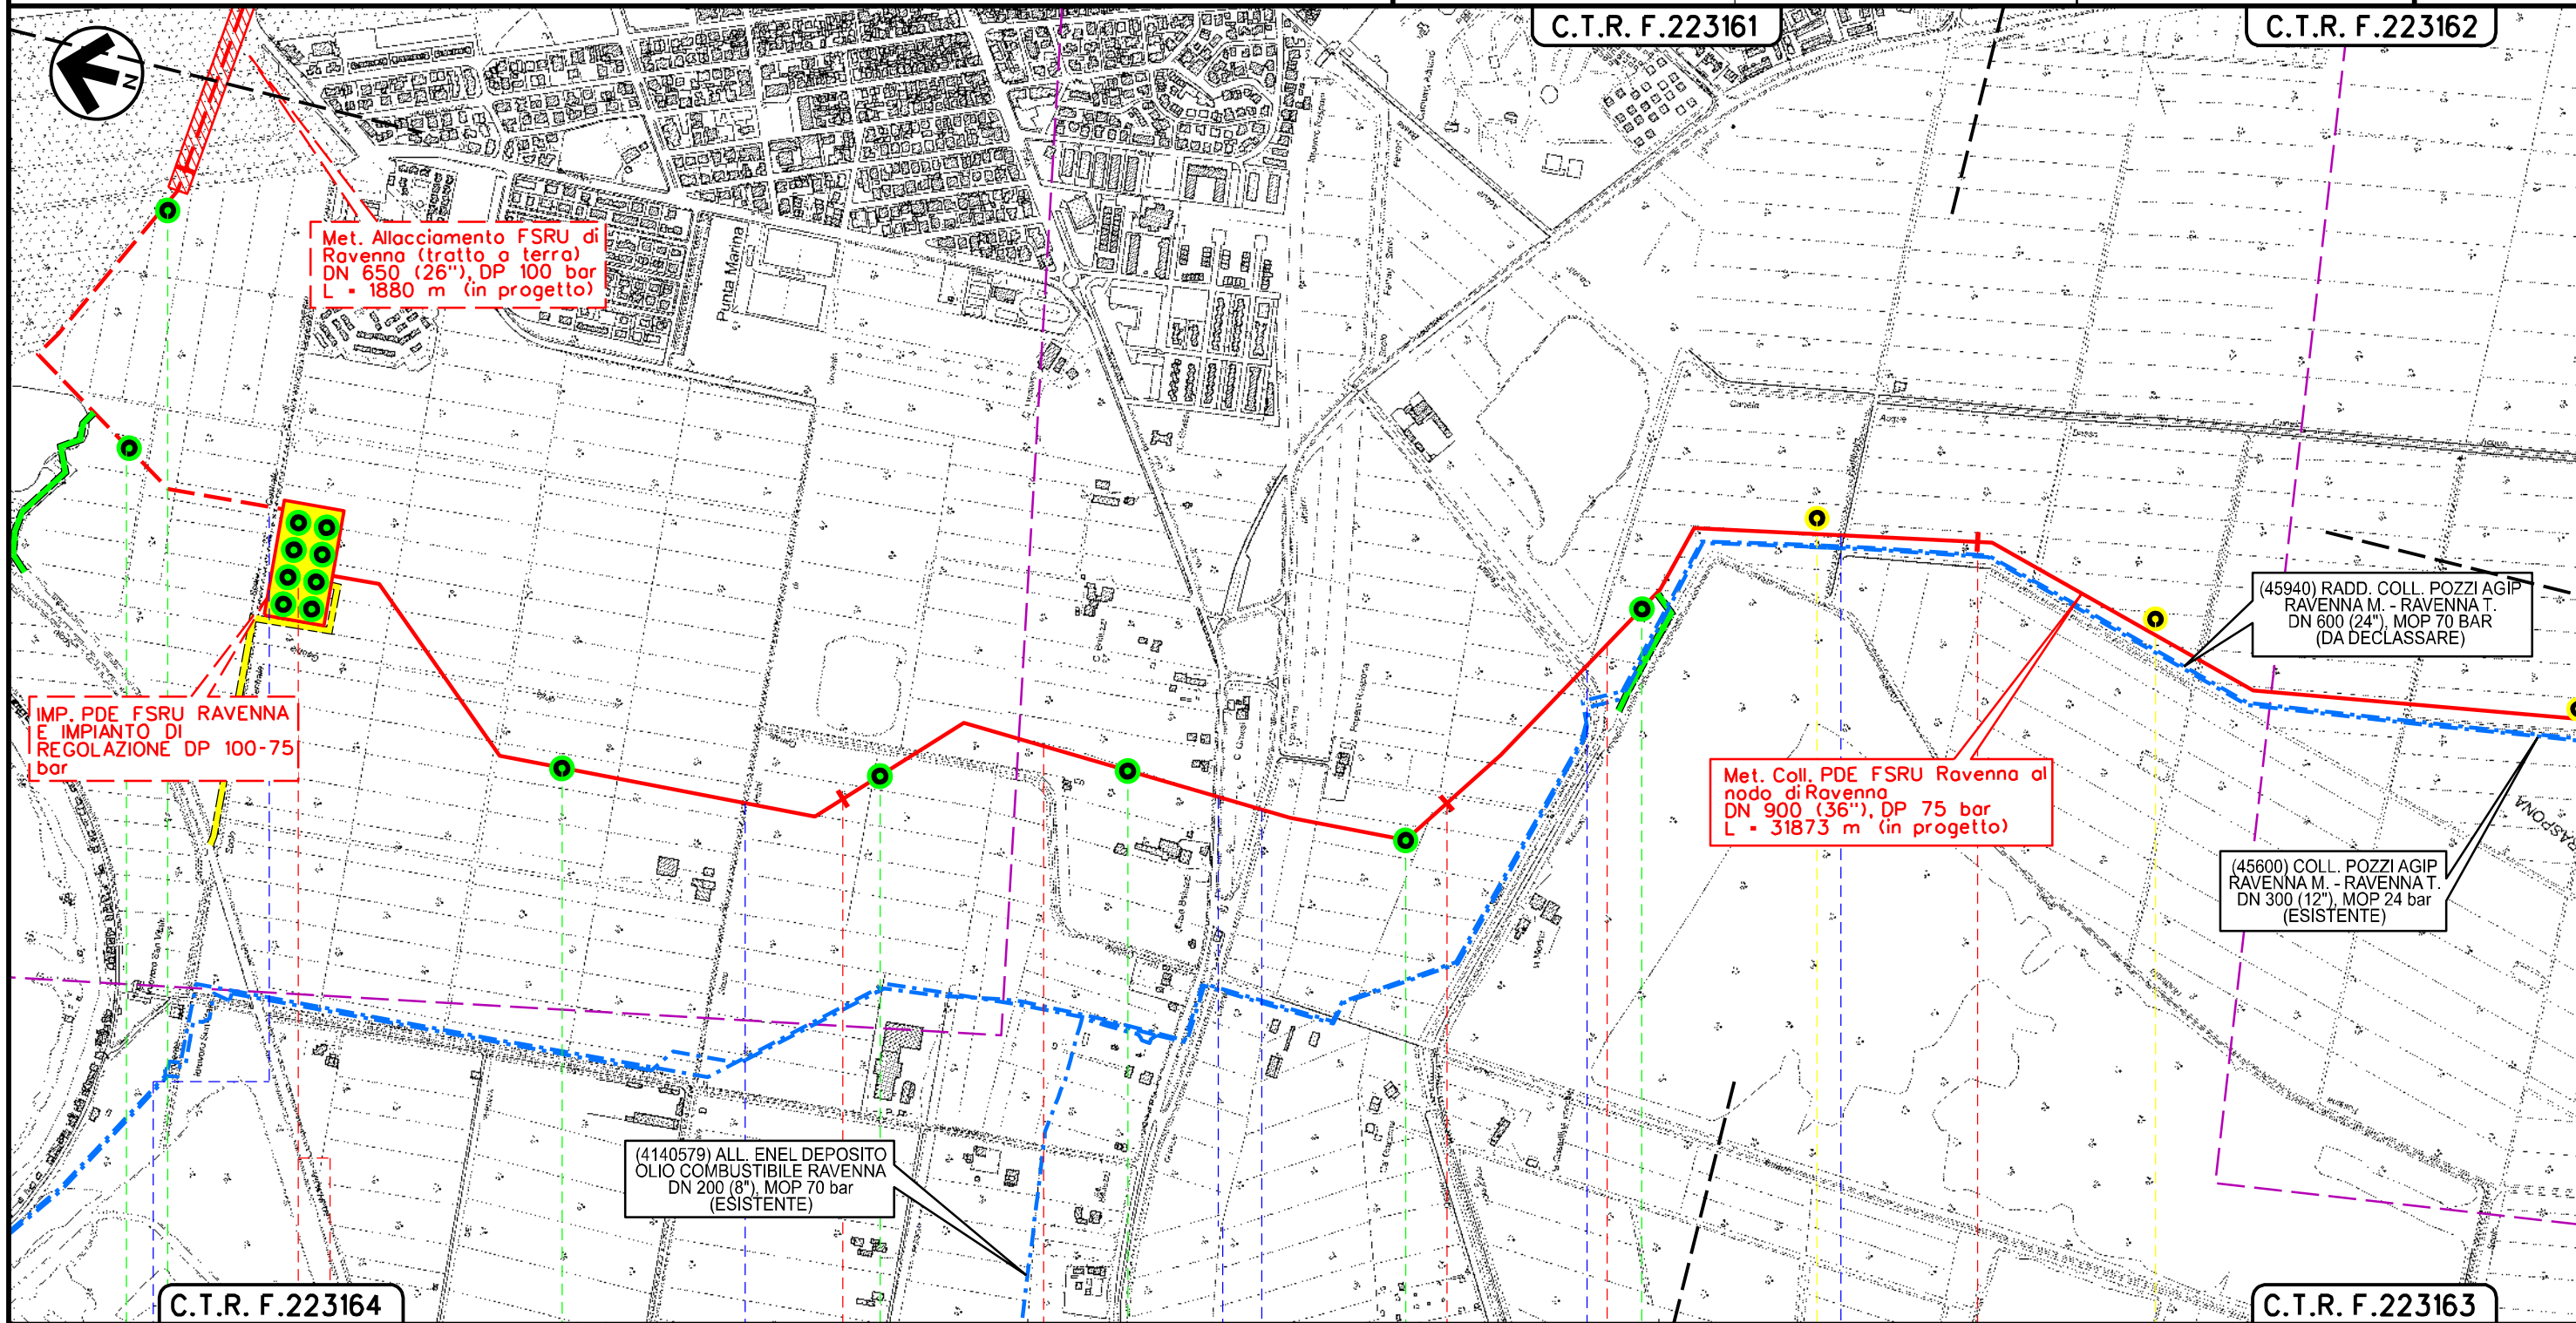 C.T.R. F.223161
C.T.R. F.223162
N
Met. Allacciamento FSRU di
Ravenna (tratto a terra)
DN 650 (26"), DP 100 bar
L = 1880 m (in progetto)
Punta Marina
IMP. PDE FSRU RAVENNA
E IMPIANTO DI
REGOLAZIONE DP 100-75
bar
(45940) RADD. COLL. POZZI AGIP
RAVENNA M. - RAVENNA T.
DN 600 (24"), MOP 70 BAR
(DA DECLASSARE)
Met. Coll. PDE FSRU Ravenna al
nodo di Ravenna
DN 900 (36"), DP 75 bar
L = 31873 m (in progetto)
(45600) COLL. POZZI AGIP
RAVENNA M. - RAVENNA T.
DN 300 (12"), MOP 24 bar
(ESISTENTE)
(4140579) ALL. ENEL DEPOSITO
OLIO COMBUSTIBILE RAVENNA
DN 200 (8"), MOP 70 bar
(ESISTENTE)
C.T.R. F.223164
C.T.R. F.223163